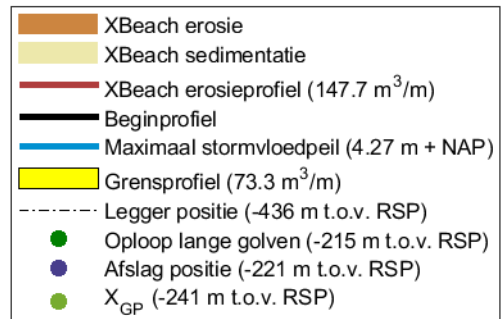 XBeach erosie
XBeach sedimentatie
XBeach erosieprofiel (147.7 m³/m)
Beginprofiel
Maximaal stormvloedpeil (4.27 m + NAP)
Grensprofiel (73.3 m³/m)
Legger positie (-436 m t.o.v. RSP)
Oploop lange golven (-215 m t.o.v. RSP)
Afslag positie (-221 m t.o.v. RSP)
X_GP (-241 m t.o.v. RSP)